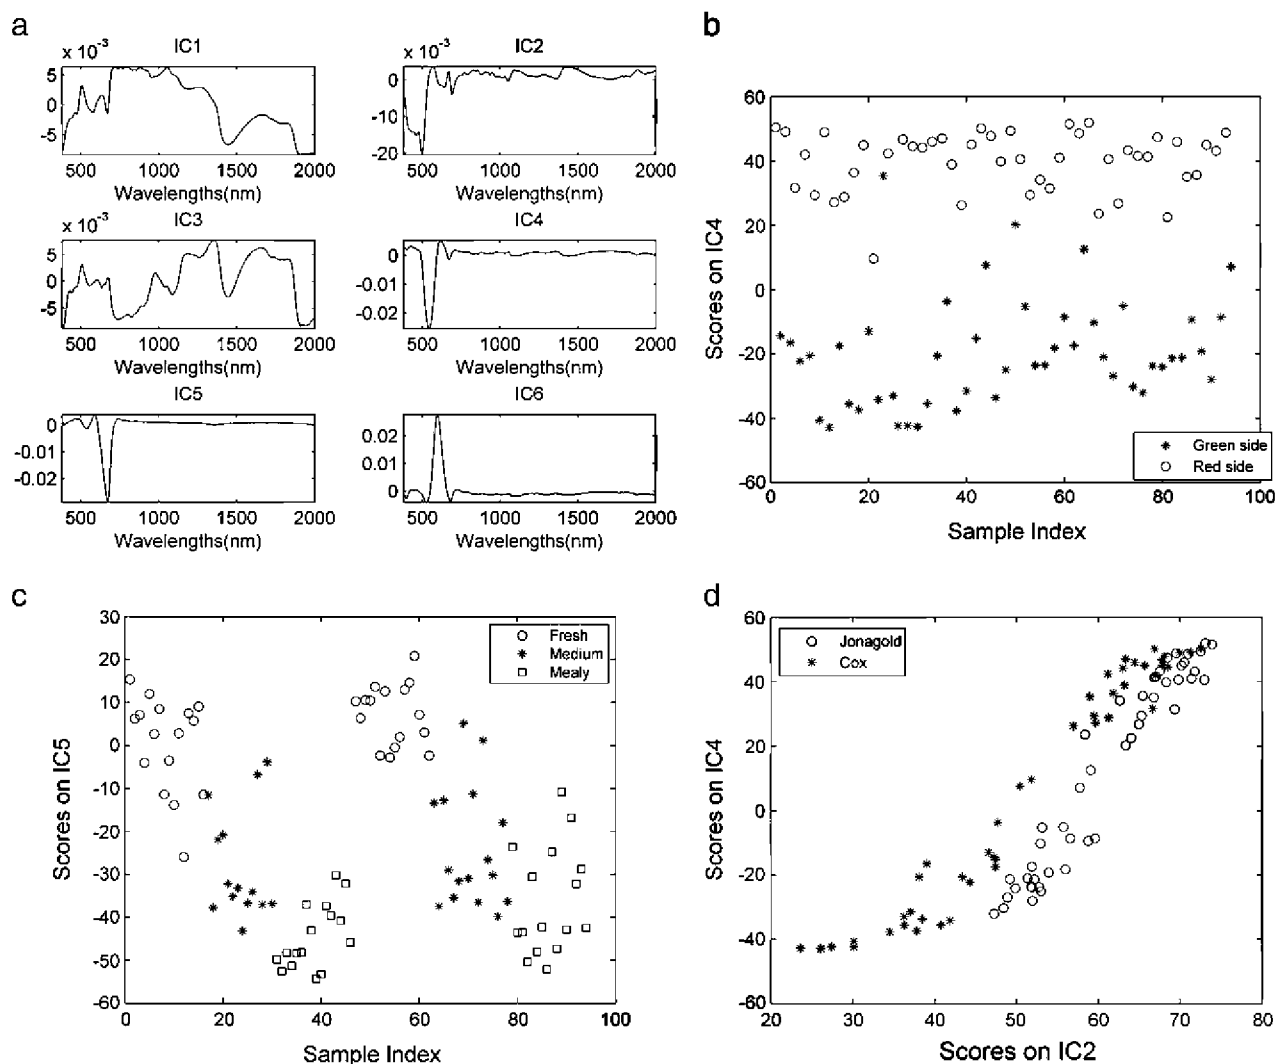 a
IC1
x 10-3
5
0
-5
500 1000 1500 2000
Wavelengths(nm)
IC2
x 10-3
0
-10
-20
500 1000 1500 2000
Wavelengths(nm)
IC3
x 10-3
5
0
-5
500 1000 1500 2000
Wavelengths(nm)
IC4
0
-0.01
-0.02
500 1000 1500 2000
Wavelengths(nm)
IC5
0
-0.01
-0.02
500 1000 1500 2000
Wavelengths(nm)
IC6
0.02
0.01
0
500 1000 1500 2000
Wavelengths(nm)
b
Scores on IC4
60
40
20
0
-20
-40
-60
Green side
Red side
0 20 40 60 80 100
Sample Index
c
Scores on IC5
30
20
10
0
-10
-20
-30
-40
-50
-60
Fresh
Medium
Mealy
0 20 40 60 80 100
Sample Index
d
Scores on IC4
60
40
20
0
-20
-40
-60
Jonagold
Cox
20 30 40 50 60 70 80
Scores on IC2